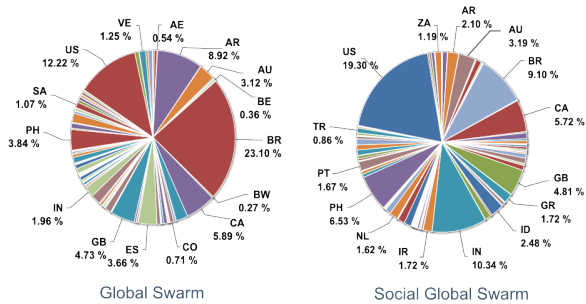 VE
1.25 %
AE
0.54 %
AR
8.92 %
AU
3.12 %
BE
0.36 %
BR
23.10 %
BW
0.27 %
CA
5.89 %
CO
0.71 %
ES
3.66 %
GB
4.73 %
IN
1.96 %
PH
3.84 %
SA
1.07 %
US
12.22 %
Global Swarm
ZA
1.19 %
AR
2.10 %
AU
3.19 %
BR
9.10 %
CA
5.72 %
GB
4.81 %
GR
1.72 %
ID
2.48 %
IN
10.34 %
IR
1.72 %
NL
1.62 %
PH
6.53 %
PT
1.67 %
TR
0.86 %
US
19.30 %
Social Global Swarm